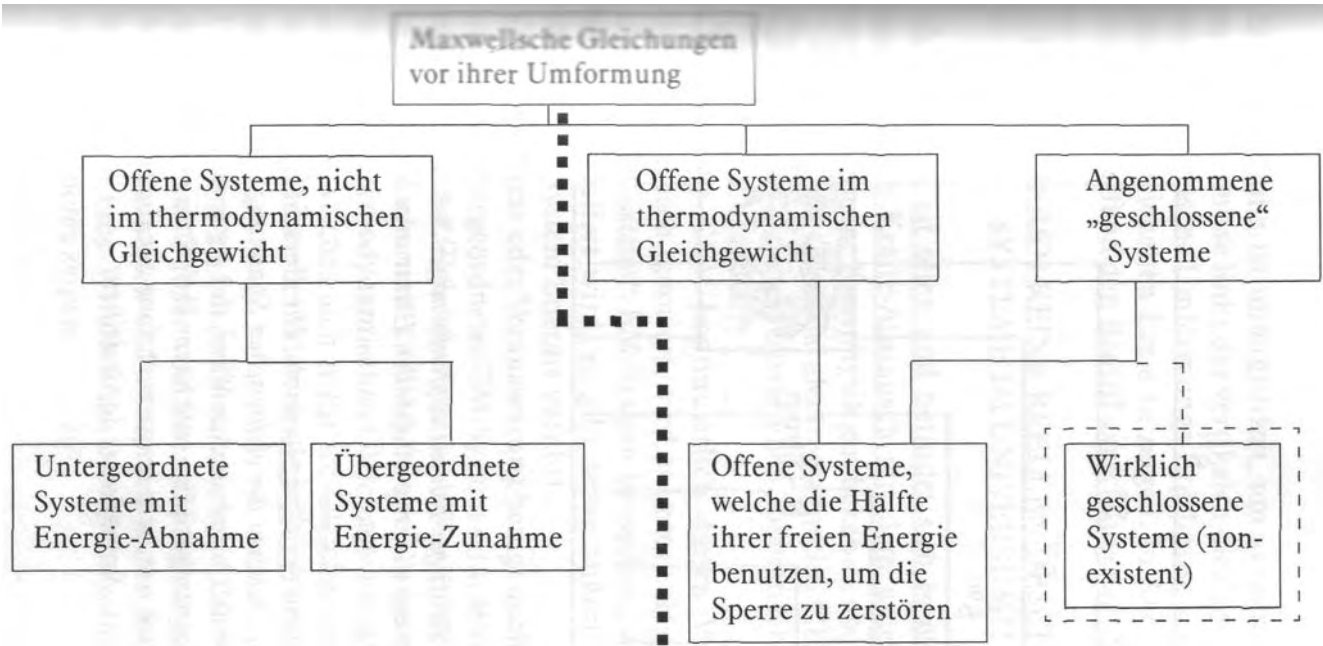 Maxwellsche Gleichungen
vor ihrer Umformung
Offene Systeme, nicht
im thermodynamischen
Gleichgewicht
Offene Systeme im
thermodynamischen
Gleichgewicht
Angenommene
„geschlossene“
Systeme
Untergeordnete
Systeme mit
Energie-Abnahme
Übergeordnete
Systeme mit
Energie-Zunahme
Offene Systeme,
welche die Hälfte
ihrer freien Energie
benutzen, um die
Sperre zu zerstören
Wirklich
geschlossene
Systeme (non-
existent)